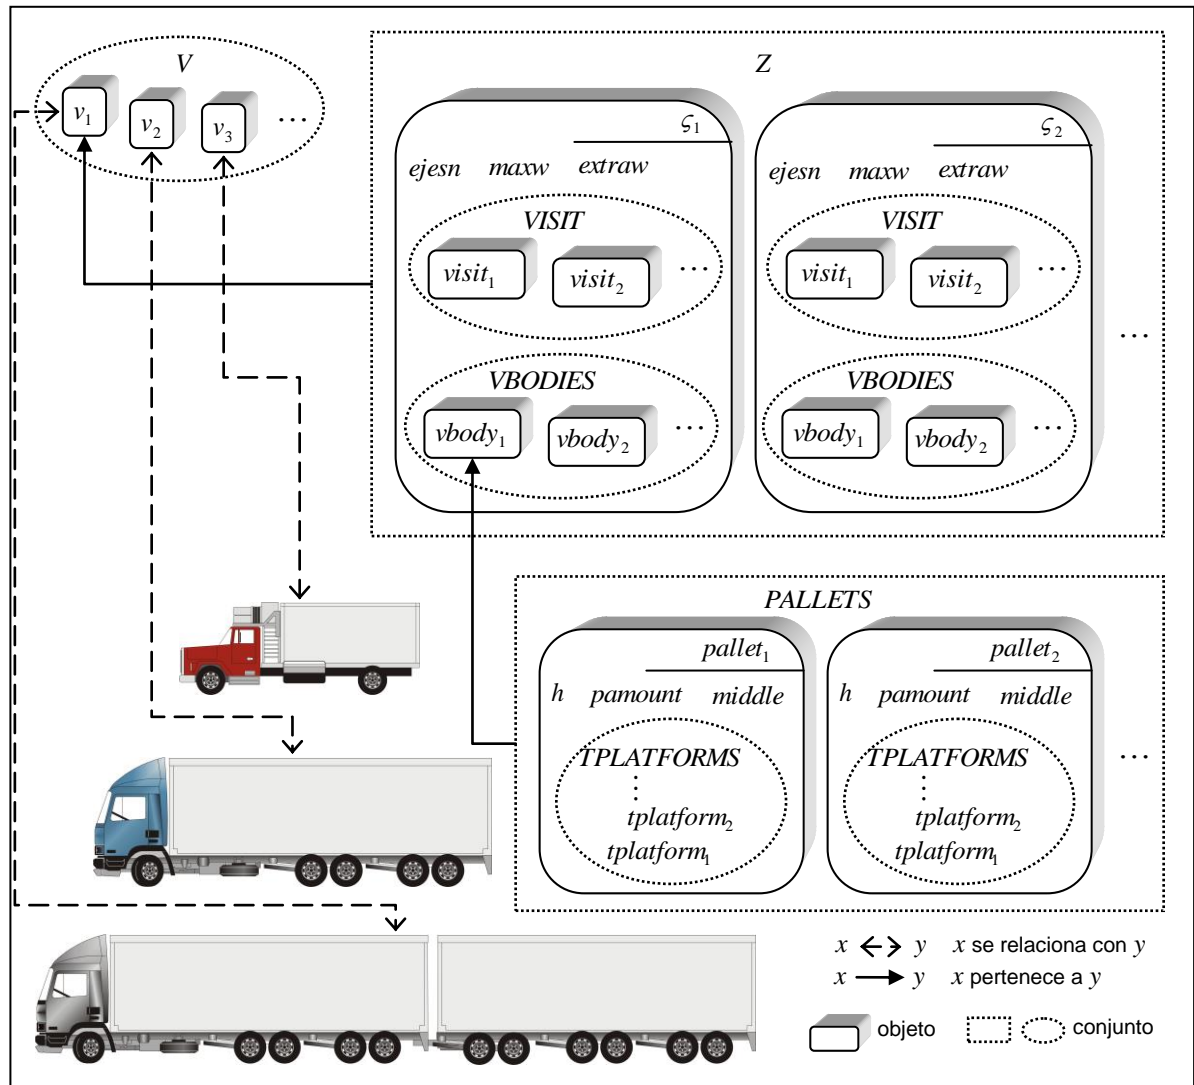 V
v₁ v₂ v₃ ...
Z
ς₁
ejesn maxw extraw
VISIT
visit₁ visit₂ ...
VBODIES
vbody₁ vbody₂ ...
ς₂
ejesn maxw extraw
VISIT
visit₁ visit₂ ...
VBODIES
vbody₁ vbody₂ ...
...
PALLETS
pallet₁
h pamount middle
TPLATFORMS
⋮
tplatform₂
tplatform₁
pallet₂
h pamount middle
TPLATFORMS
⋮
tplatform₂
tplatform₁
...
x y x se relaciona con y
x y x pertenece a y
objeto conjunto